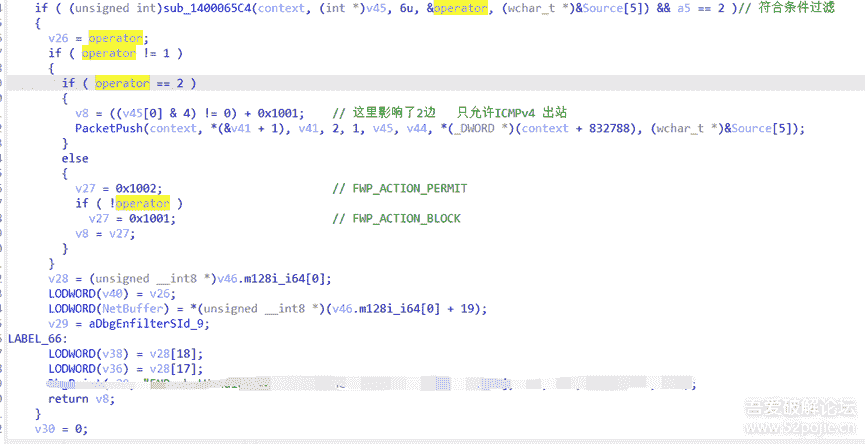 if ( (unsigned int)sub_1400065C4(context, (int *)v45, 6u, &operator, (wchar_t *)&Source[5]) && a5 == 2 )// 符合条件过滤
{
v26 = operator;
if ( operator != 1 )
{
if ( operator == 2 )
{
v8 = ((v45[0] & 4) != 0) + 0x1001; // 这里影响了2边 只允许ICMPv4 出站
PacketPush(context, *(&v41 + 1), v41, 2, 1, v45, v44, *(_DWORD *)(context + 832788), (wchar_t *)&Source[5]);
}
else
{
v27 = 0x1002; // FWP_ACTION_PERMIT
if ( !operator )
v27 = 0x1001; // FWP_ACTION_BLOCK
v8 = v27;
}
}
v28 = (unsigned __int8 *)v46.m128i_i64[0];
LODWORD(v40) = v26;
LODWORD(NetBuffer) = *(unsigned __int8 *)(v46.m128i_i64[0] + 19);
v29 = aDbgEnfilterSId_9;
LABEL_66:
LODWORD(v38) = v28[18];
LODWORD(v36) = v28[17];
return v8;
}
v30 = 0;
吾爱破解论坛
www.52pojie.cn